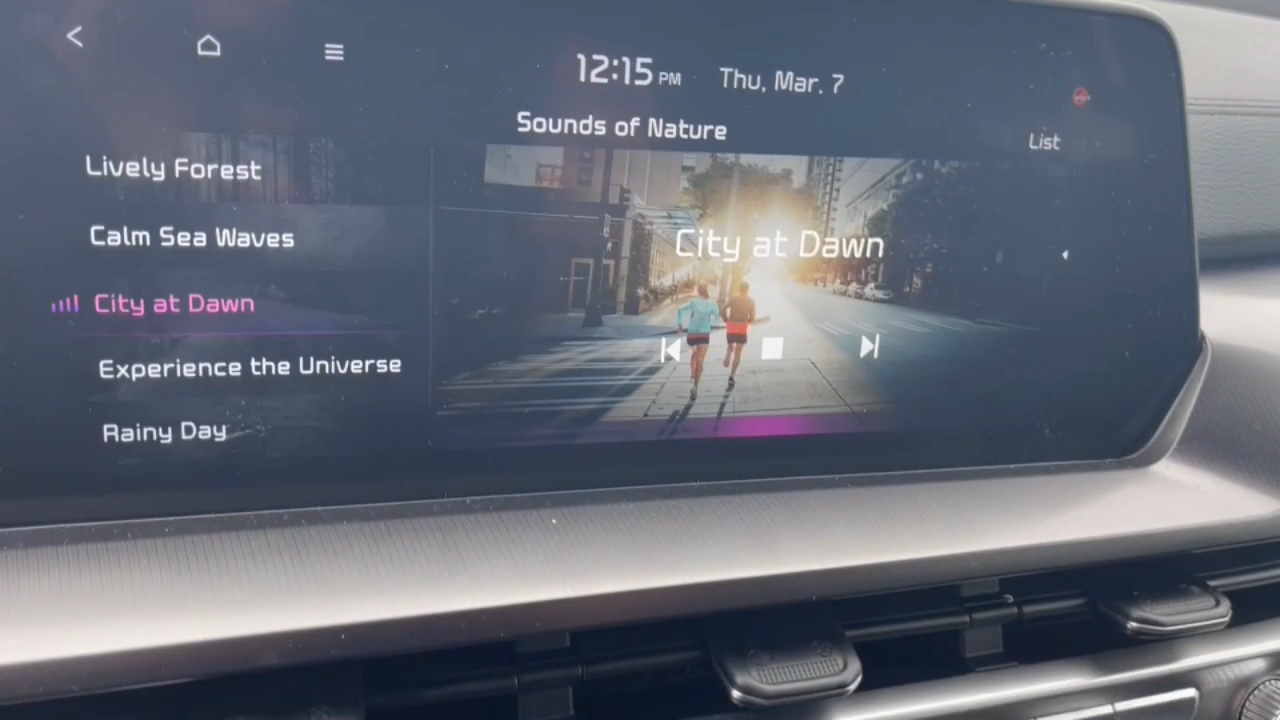 12:15 PM Thu, Mar. 7
Sounds of Nature
List
Lively Forest
Calm Sea Waves
City at Dawn
Experience the Universe
Rainy Day
City at Dawn